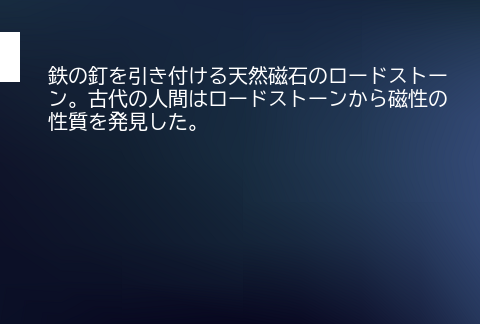 鉄の釘を引き付ける天然磁石のロードストー
ン。古代の人間はロードストーンから磁性の
性質を発見した。